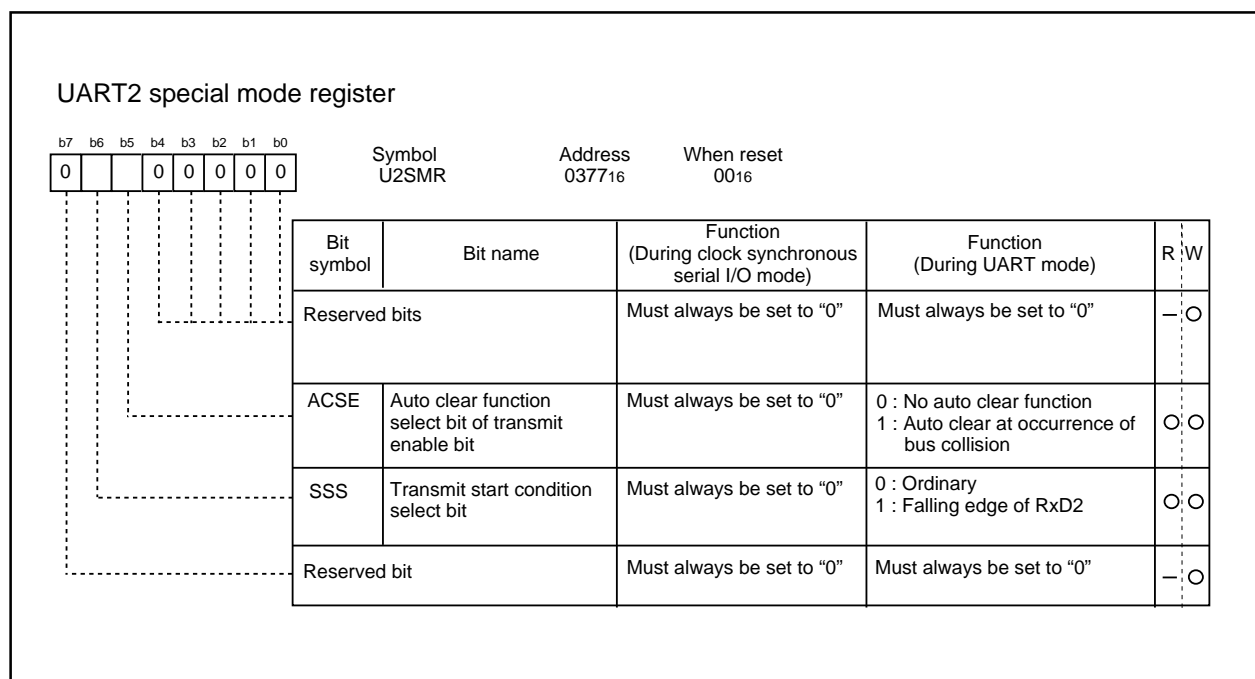 UART2 special mode register
b7 b6 b5 b4 b3 b2 b1 b0
Symbol Address When reset
0 0 0 0 0 0
U2SMR 037716 0016
Bit symbol Bit name Function (During clock synchronous serial I/O mode) Function (During UART mode) R W
Reserved bits Must always be set to “0” Must always be set to “0” – O
ACSE Auto clear function select bit of transmit enable bit Must always be set to “0” 0 : No auto clear function
1 : Auto clear at occurrence of bus collision O O
SSS Transmit start condition select bit Must always be set to “0” 0 : Ordinary
1 : Falling edge of RxD2 O O
Reserved bit Must always be set to “0” Must always be set to “0” – O